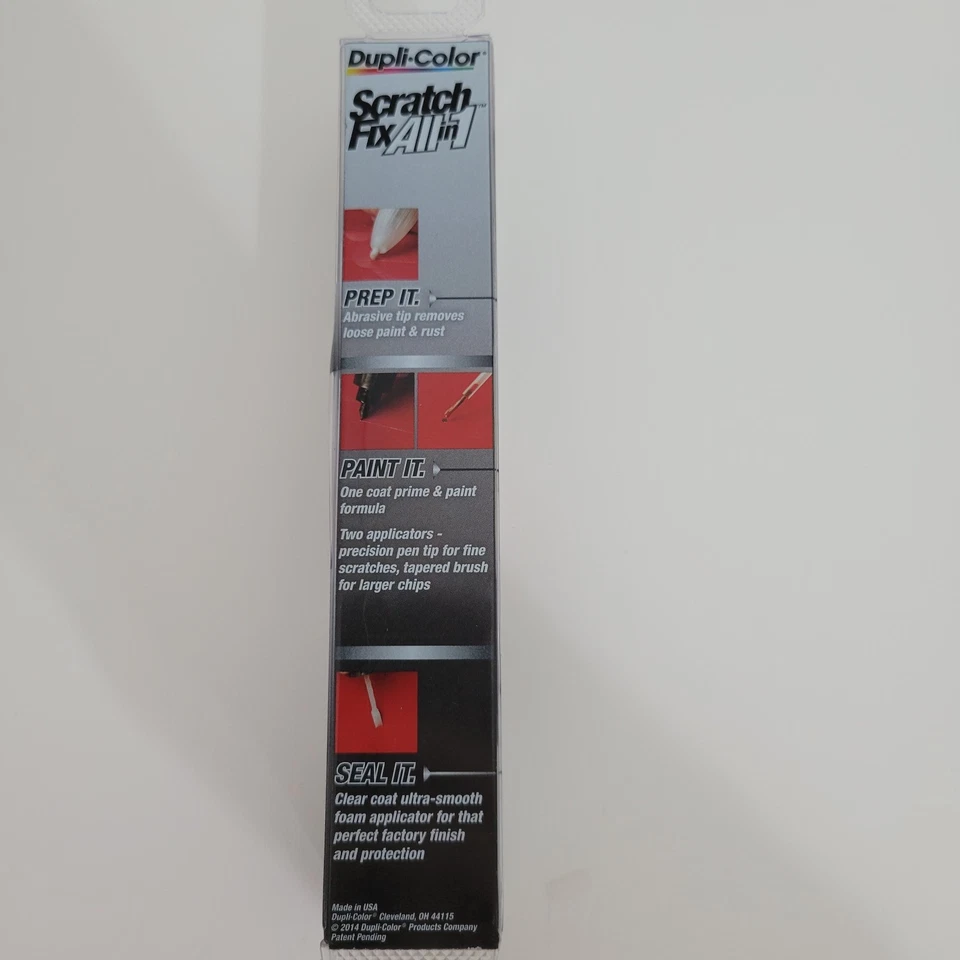 Dupli-Color®
Scratch
Fix All in 1™
PREP IT.
Abrasive tip removes
loose paint & rust
PAINT IT.
One coat prime & paint
formula
Two applicators -
precision pen tip for fine
scratches, tapered brush
for larger chips
SEAL IT.
Clear coat ultra-smooth
foam applicator for that
perfect factory finish
and protection
Made in USA
Dupli-Color® Cleveland, OH 44115
© 2014 Dupli-Color® Products Company
Patent Pending